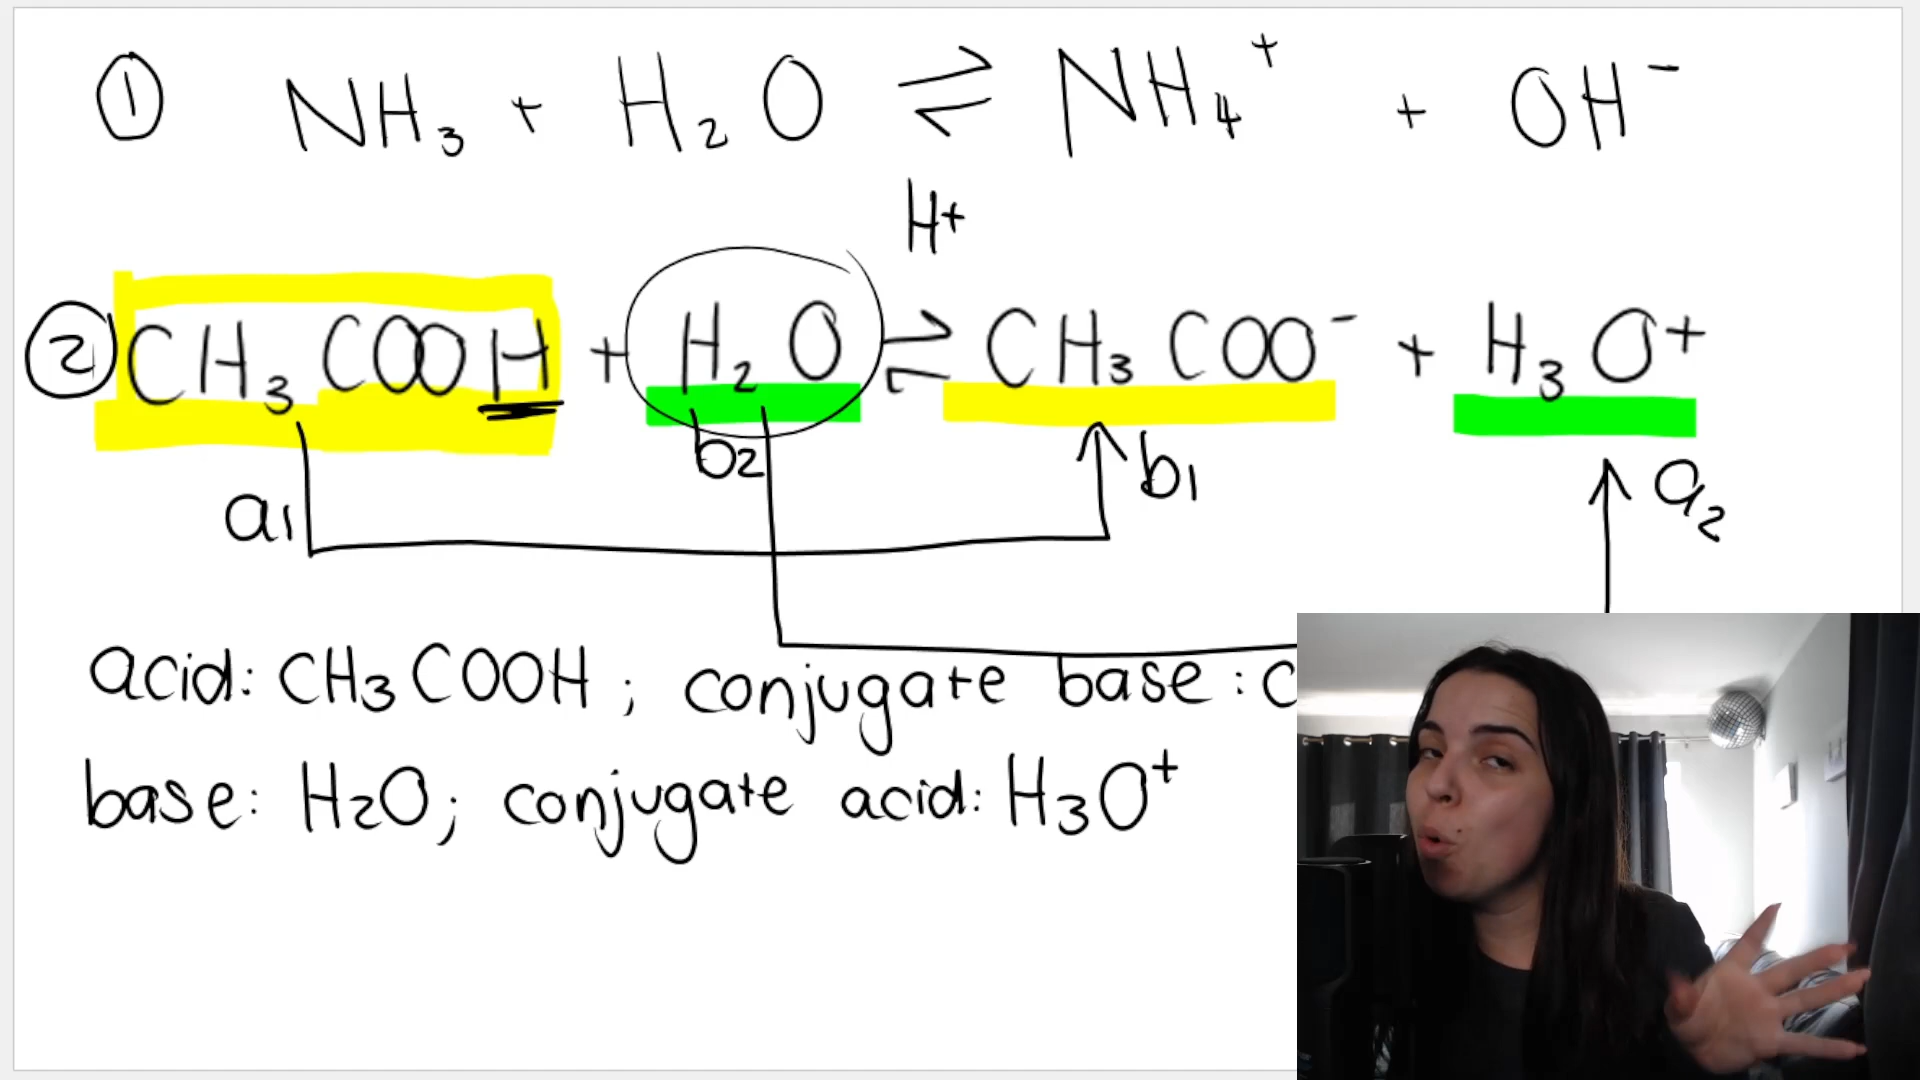 ① NH₃ + H₂O ⇌ NH₄⁺ + OH⁻
H+
② CH₃COOH + H₂O ⇌ CH₃COO⁻ + H₃O⁺
a₁ b₂ b₁ a₂
acid: CH₃COOH ; conjugate base : C
base: H₂O; conjugate acid: H₃O⁺